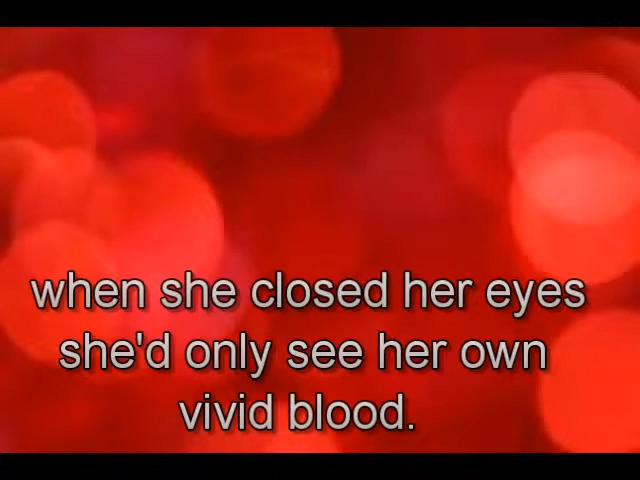 when she closed her eyes
she'd only see her own
vivid blood.